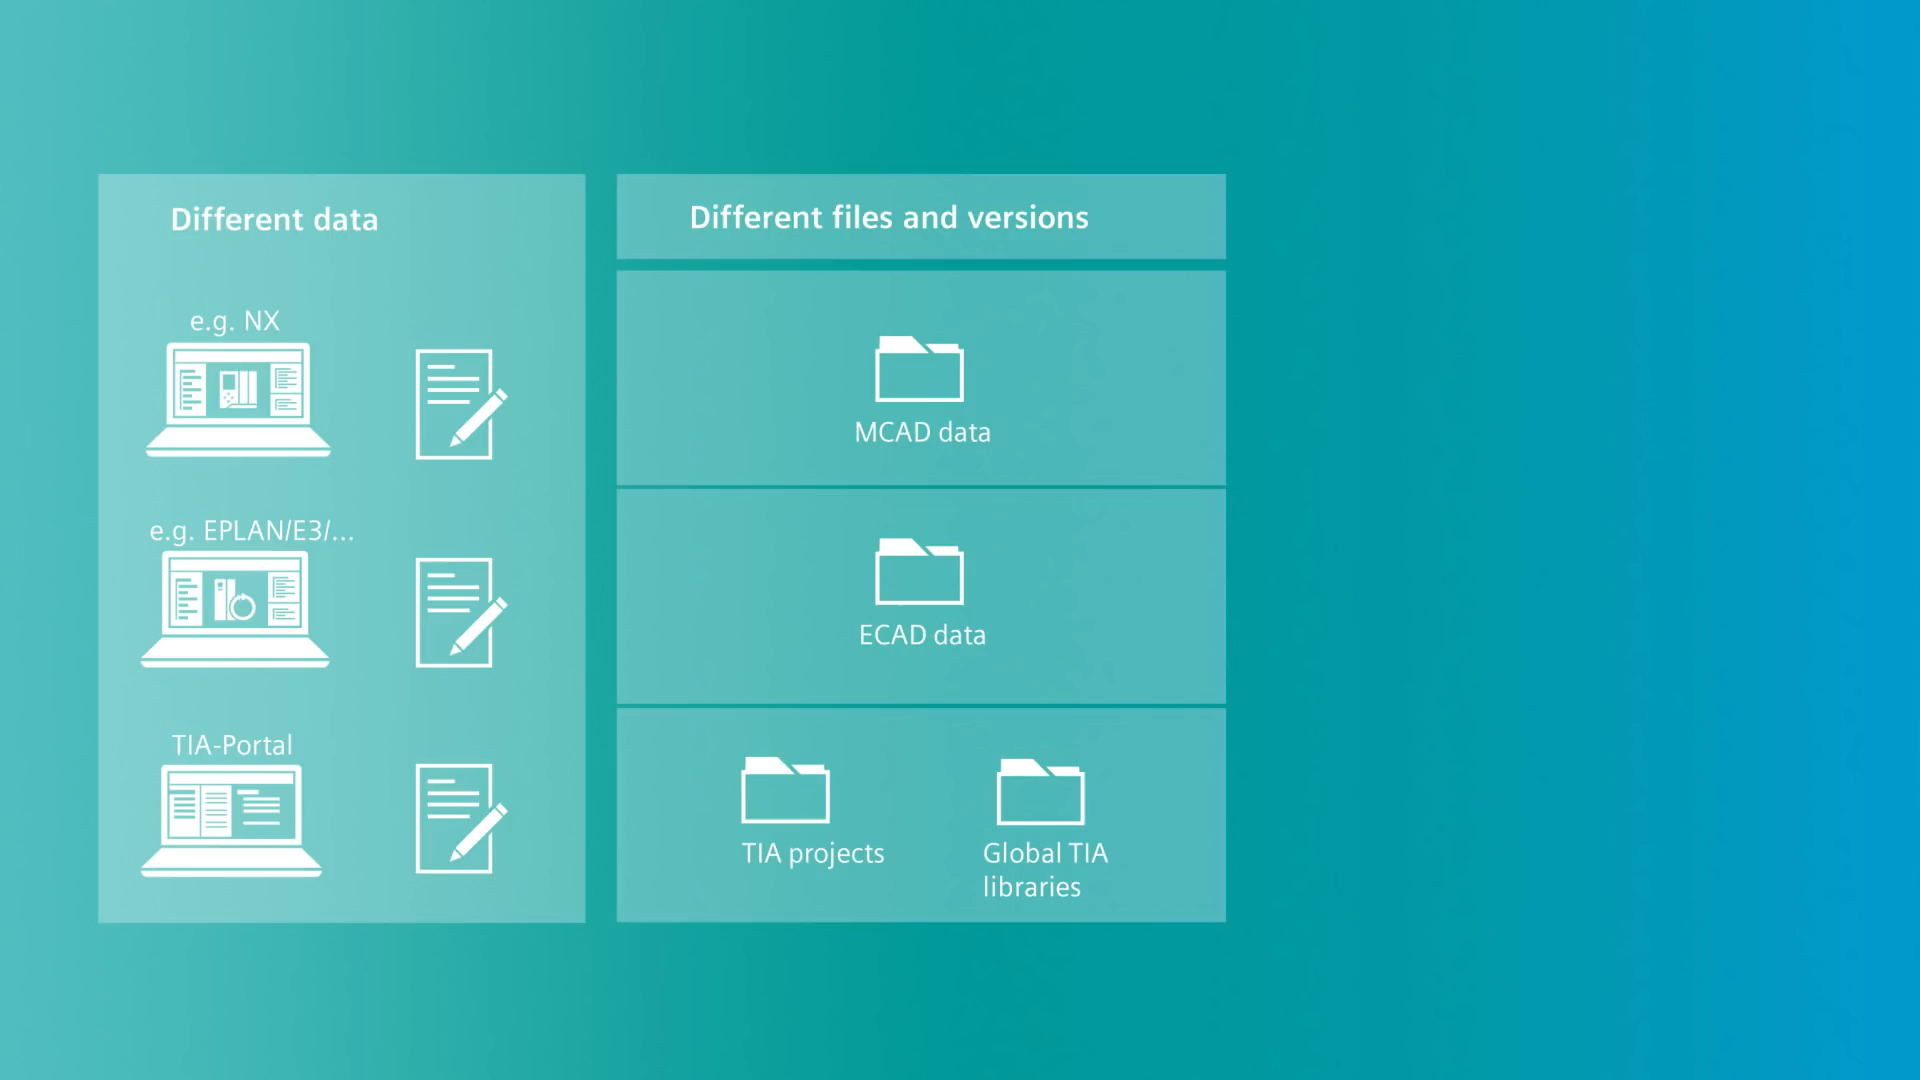 Different data
e.g. NX
e.g. EPLAN/E3/...
TIA-Portal
Different files and versions
MCAD data
ECAD data
TIA projects
Global TIA
libraries